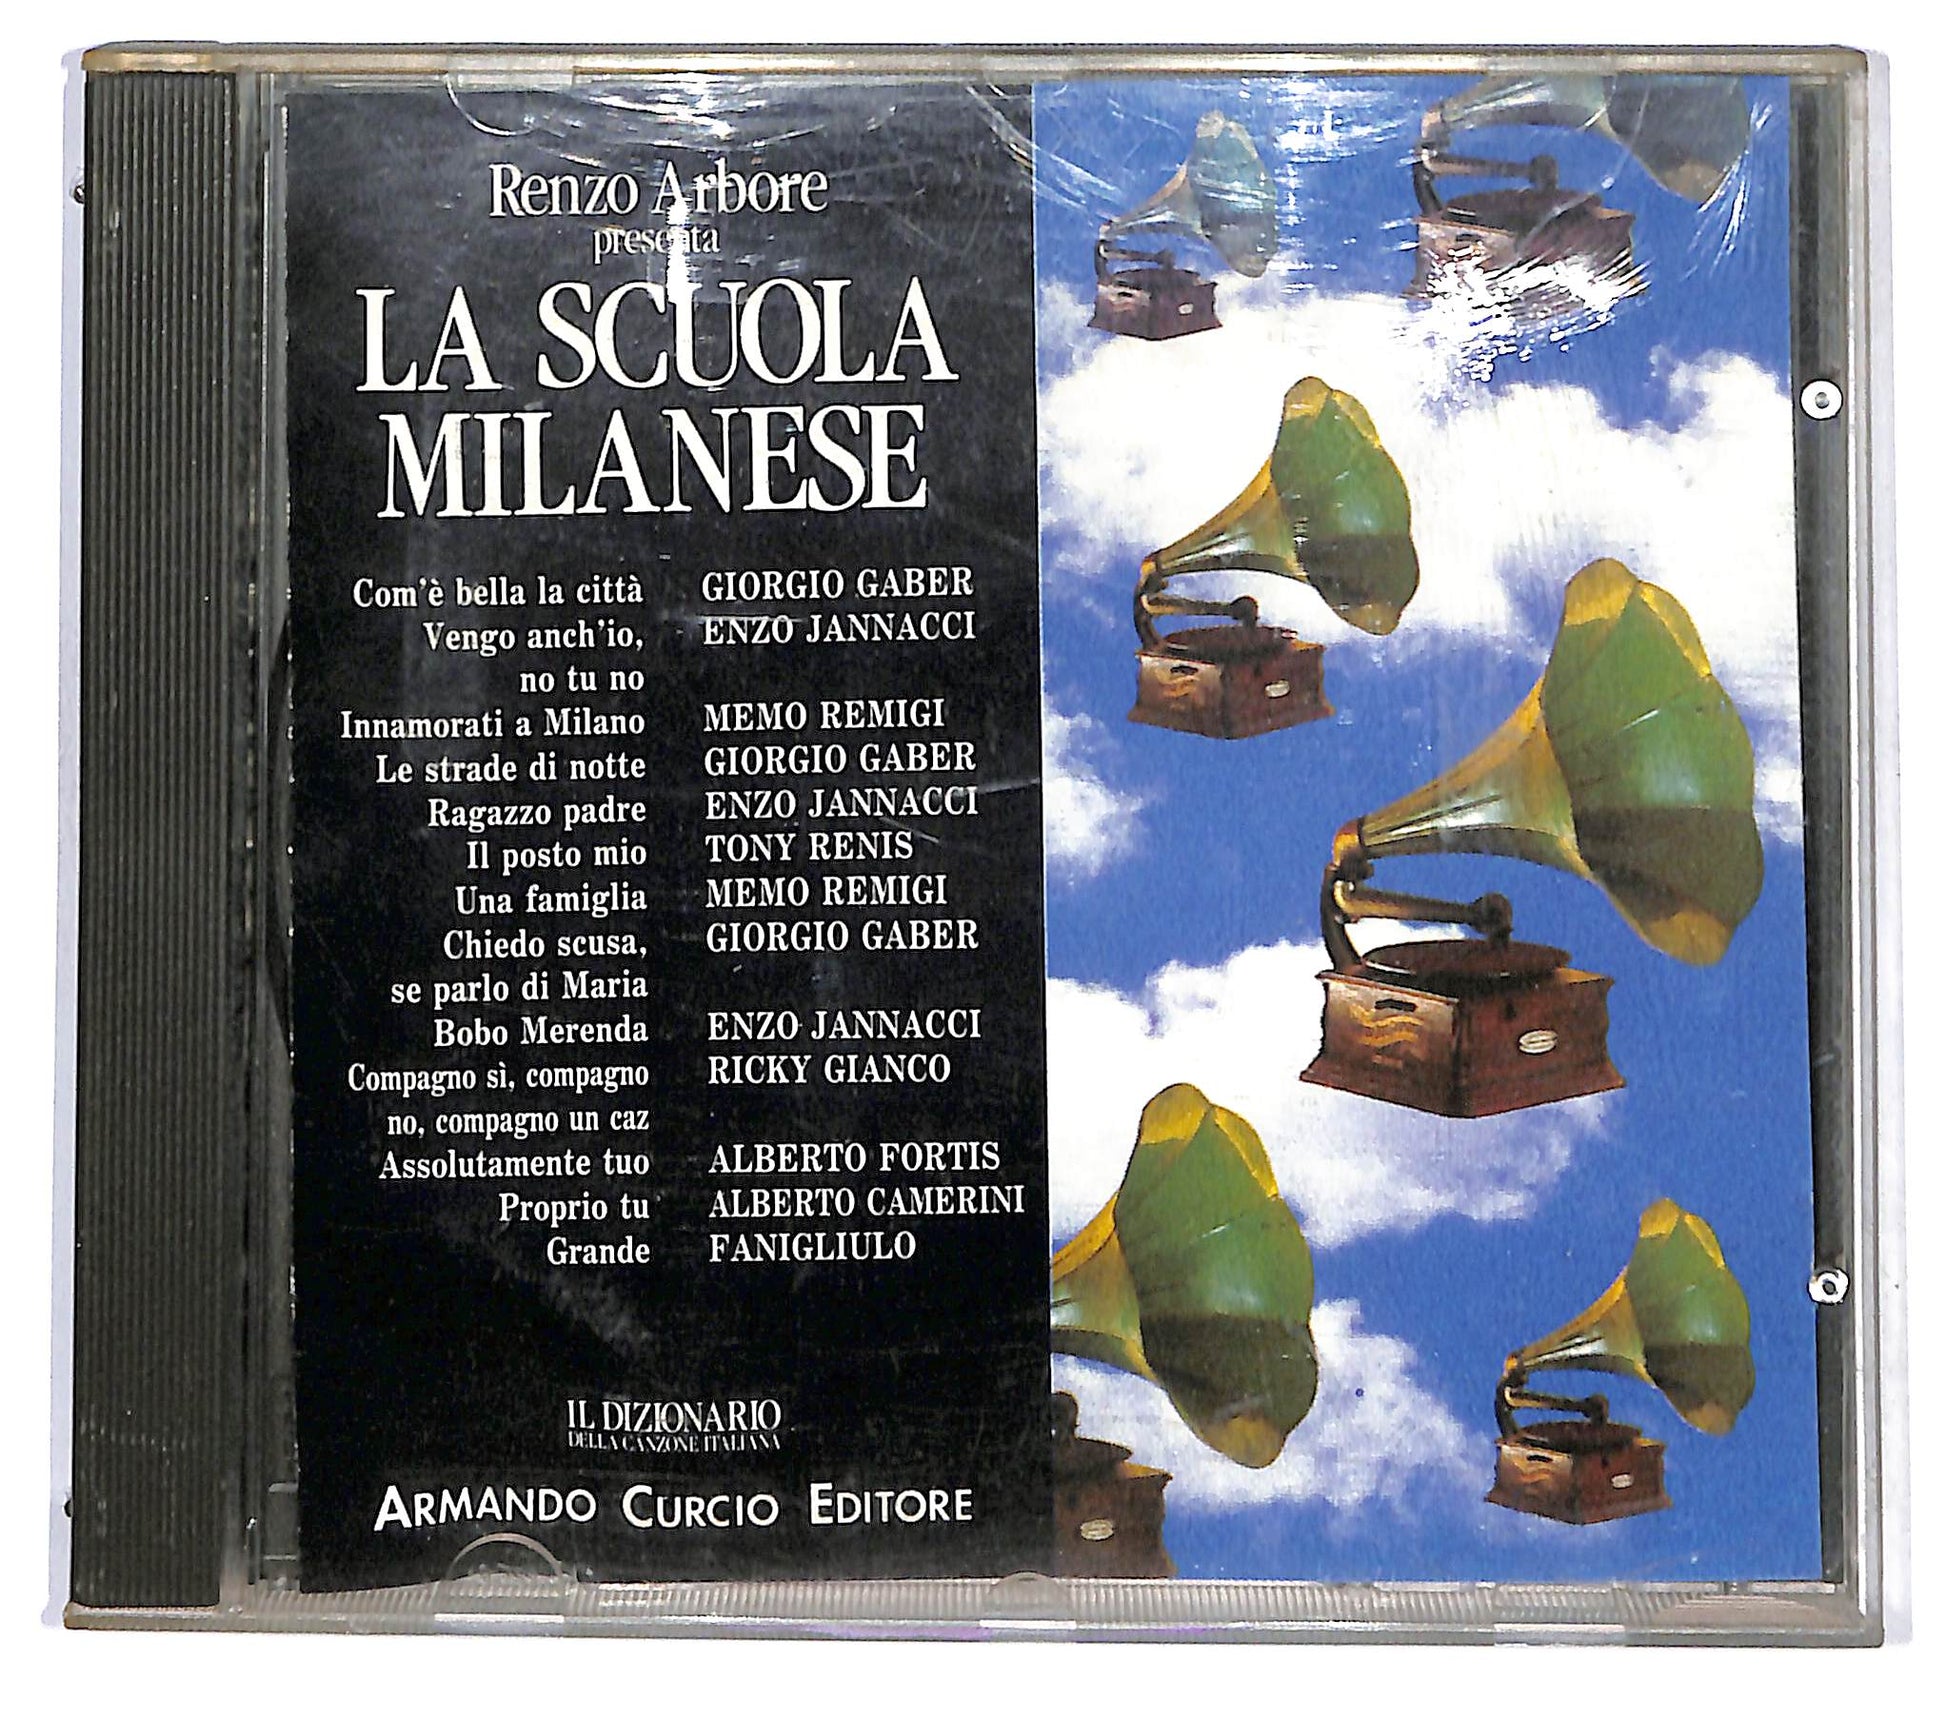 Renzo Arbore
presenta
LA SCUOLA
MILANESE
Com'è bella la città GIORGIO GABER
Vengo anch'io, ENZO JANNACCI
no tu no
Innamorati a Milano MEMO REMIGI
Le strade di notte GIORGIO GABER
Ragazzo padre ENZO JANNACCI
Il posto mio TONY RENIS
Una famiglia MEMO REMIGI
Chiedo scusa, GIORGIO GABER
se parlo di Maria
Bobo Merenda ENZO JANNACCI
Compagno sì, compagno RICKY GIANCO
no, compagno un caz
Assolutamente tuo ALBERTO FORTIS
Proprio tu ALBERTO CAMERINI
Grande FANIGLIULO
IL DIZIONARIO
DELLA CANZONE ITALIANA
ARMANDO CURCIO EDITORE